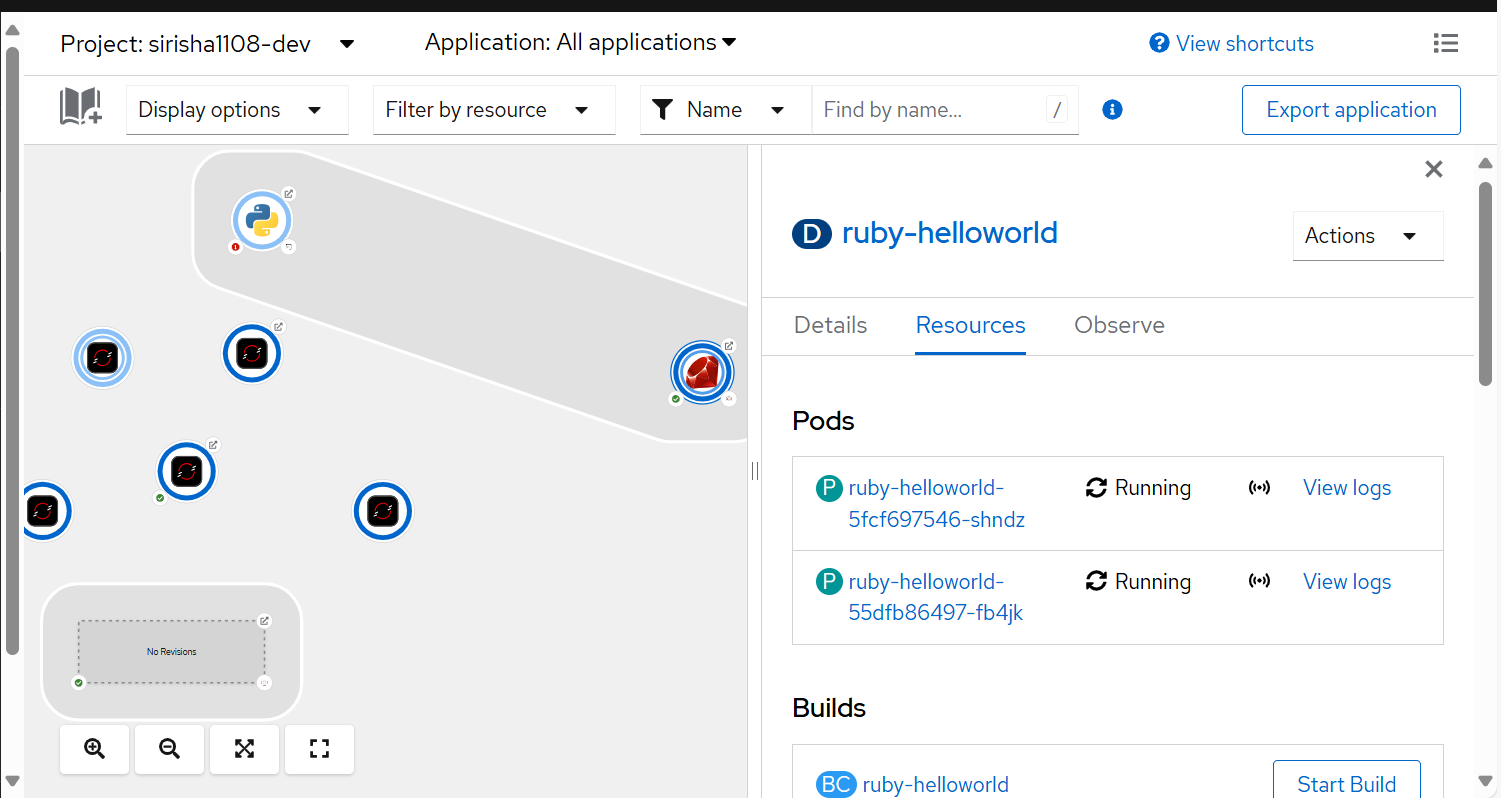 Project: sirisha1108-dev
Application: All applications
? View shortcuts
Display options
Filter by resource
Name
Find by name...
/
i
Export application
No Revisions
D ruby-helloworld
Actions
Details
Resources
Observe
Pods
P ruby-helloworld-
5fcf697546-shndz
Running
View logs
P ruby-helloworld-
55dfb86497-fb4jk
Running
View logs
Builds
BC ruby-helloworld
Start Build